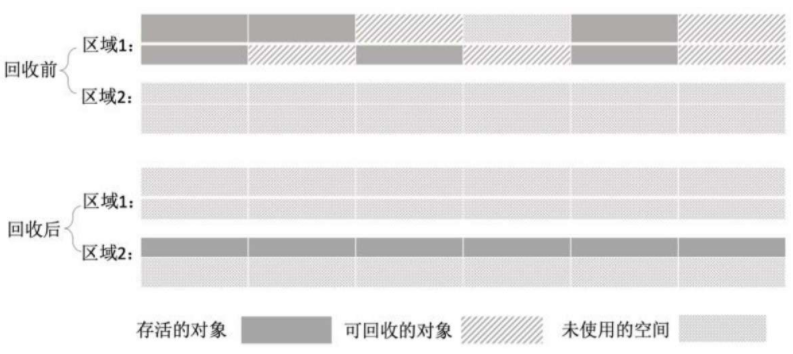 回收前
区域1：
区域2：
回收后
区域1：
区域2：
存活的对象 可回收的对象 未使用的空间